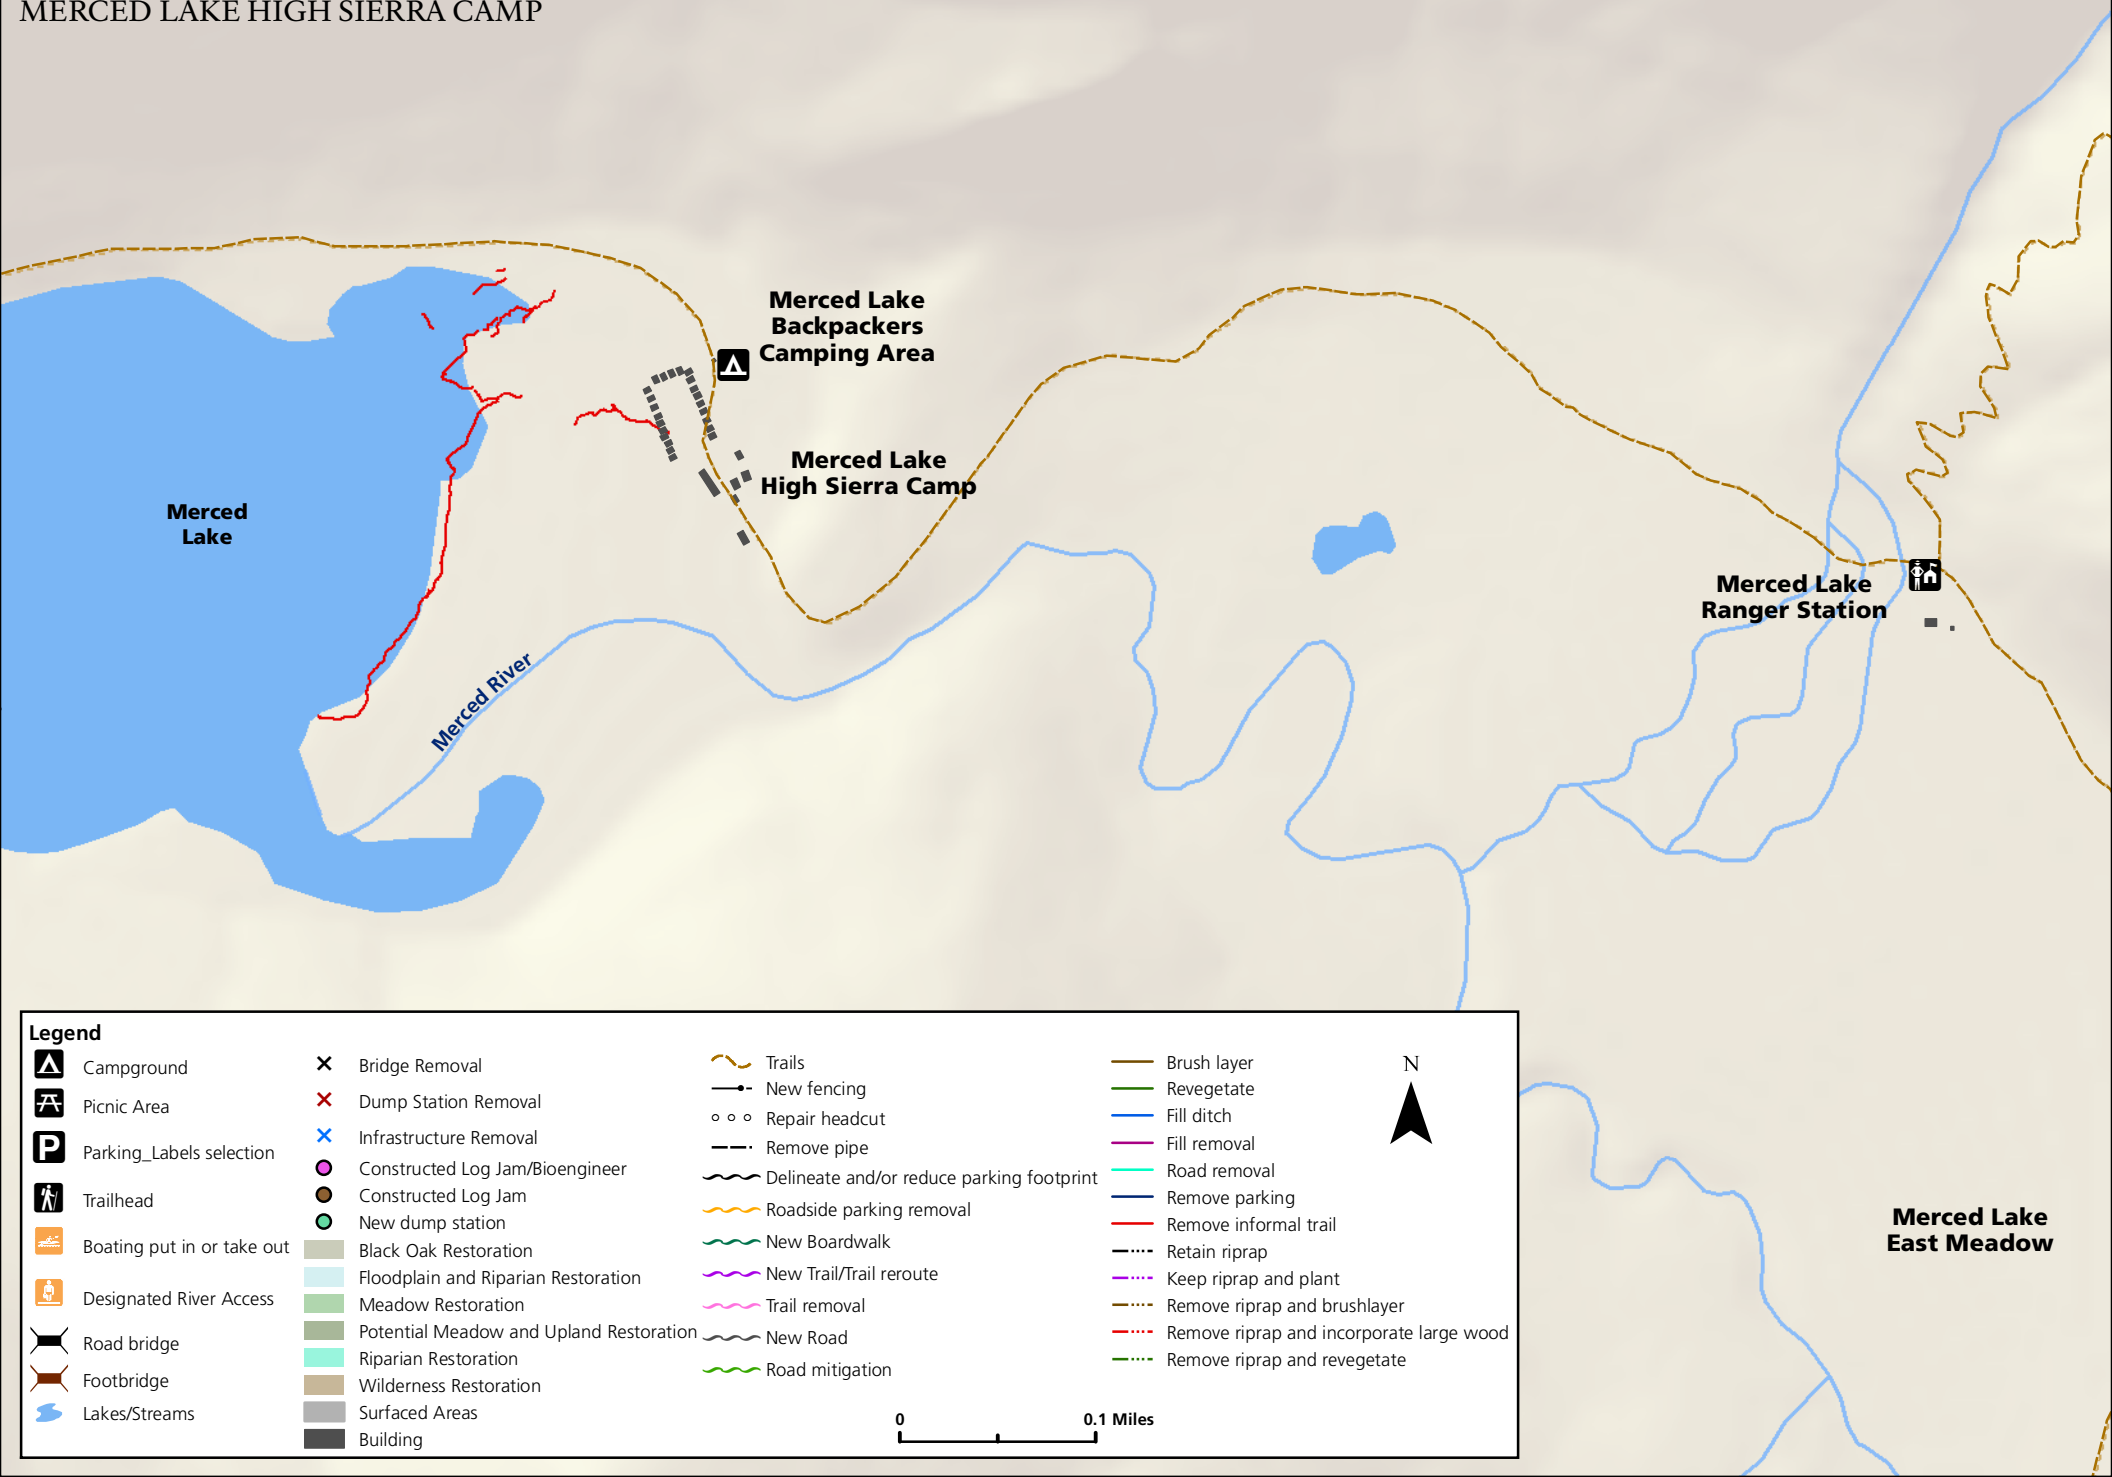 MERCED LAKE HIGH SIERRA CAMP
Merced Lake
Backpackers
Camping Area
Merced Lake
High Sierra Camp
Merced
Lake
Merced River
Merced Lake
Ranger Station
Merced Lake
East Meadow
Legend
Campground
Picnic Area
P
Parking_Labels selection
Trailhead
Boating put in or take out
Designated River Access
Road bridge
Footbridge
Lakes/Streams
Bridge Removal
Dump Station Removal
Infrastructure Removal
Constructed Log Jam/Bioengineer
Constructed Log Jam
New dump station
Black Oak Restoration
Floodplain and Riparian Restoration
Meadow Restoration
Potential Meadow and Upland Restoration
Riparian Restoration
Wilderness Restoration
Surfaced Areas
Building
Trails
New fencing
Repair headcut
Remove pipe
Delineate and/or reduce parking footprint
Roadside parking removal
New Boardwalk
New Trail/Trail reroute
Trail removal
New Road
Road mitigation
Brush layer
Revegetate
Fill ditch
Fill removal
Road removal
Remove parking
Remove informal trail
Retain riprap
Keep riprap and plant
Remove riprap and brushlayer
Remove riprap and incorporate large wood
Remove riprap and revegetate
N
0 0.1 Miles